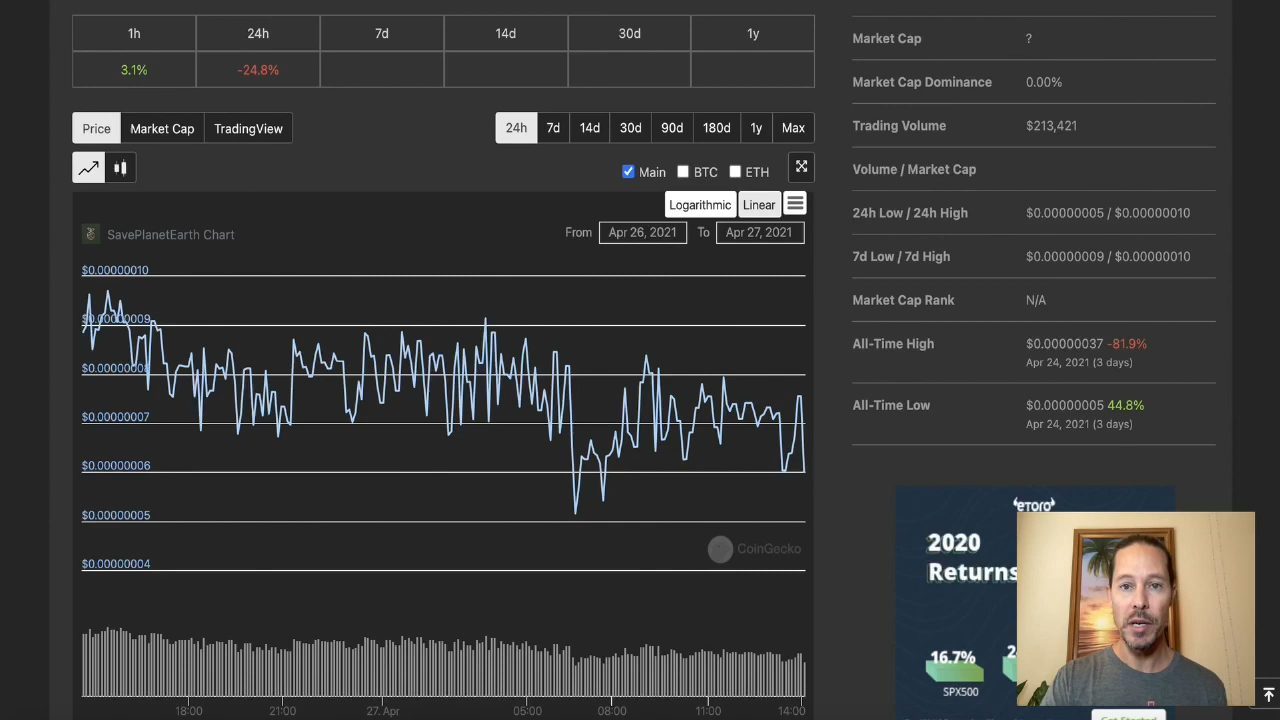 1h 24h 7d 14d 30d 1y
3.1% -24.8%
Price Market Cap TradingView
24h 7d 14d 30d 90d 180d 1y Max
Main BTC ETH
Logarithmic Linear
SavePlanetEarth Chart
From Apr 26, 2021 To Apr 27, 2021
$0.00000010
$0.00000009
$0.00000008
$0.00000007
$0.00000006
$0.00000005
$0.00000004
CoinGecko
18:00 21:00 27. Apr 05:00 08:00 11:00 14:00
Market Cap ?
Market Cap Dominance 0.00%
Trading Volume $213,421
Volume / Market Cap
24h Low / 24h High $0.00000005 / $0.00000010
7d Low / 7d High $0.00000009 / $0.00000010
Market Cap Rank N/A
All-Time High $0.00000037 -81.9%
Apr 24, 2021 (3 days)
All-Time Low $0.00000005 44.8%
Apr 24, 2021 (3 days)
eToro
2020
Returns
16.7%
SPX500